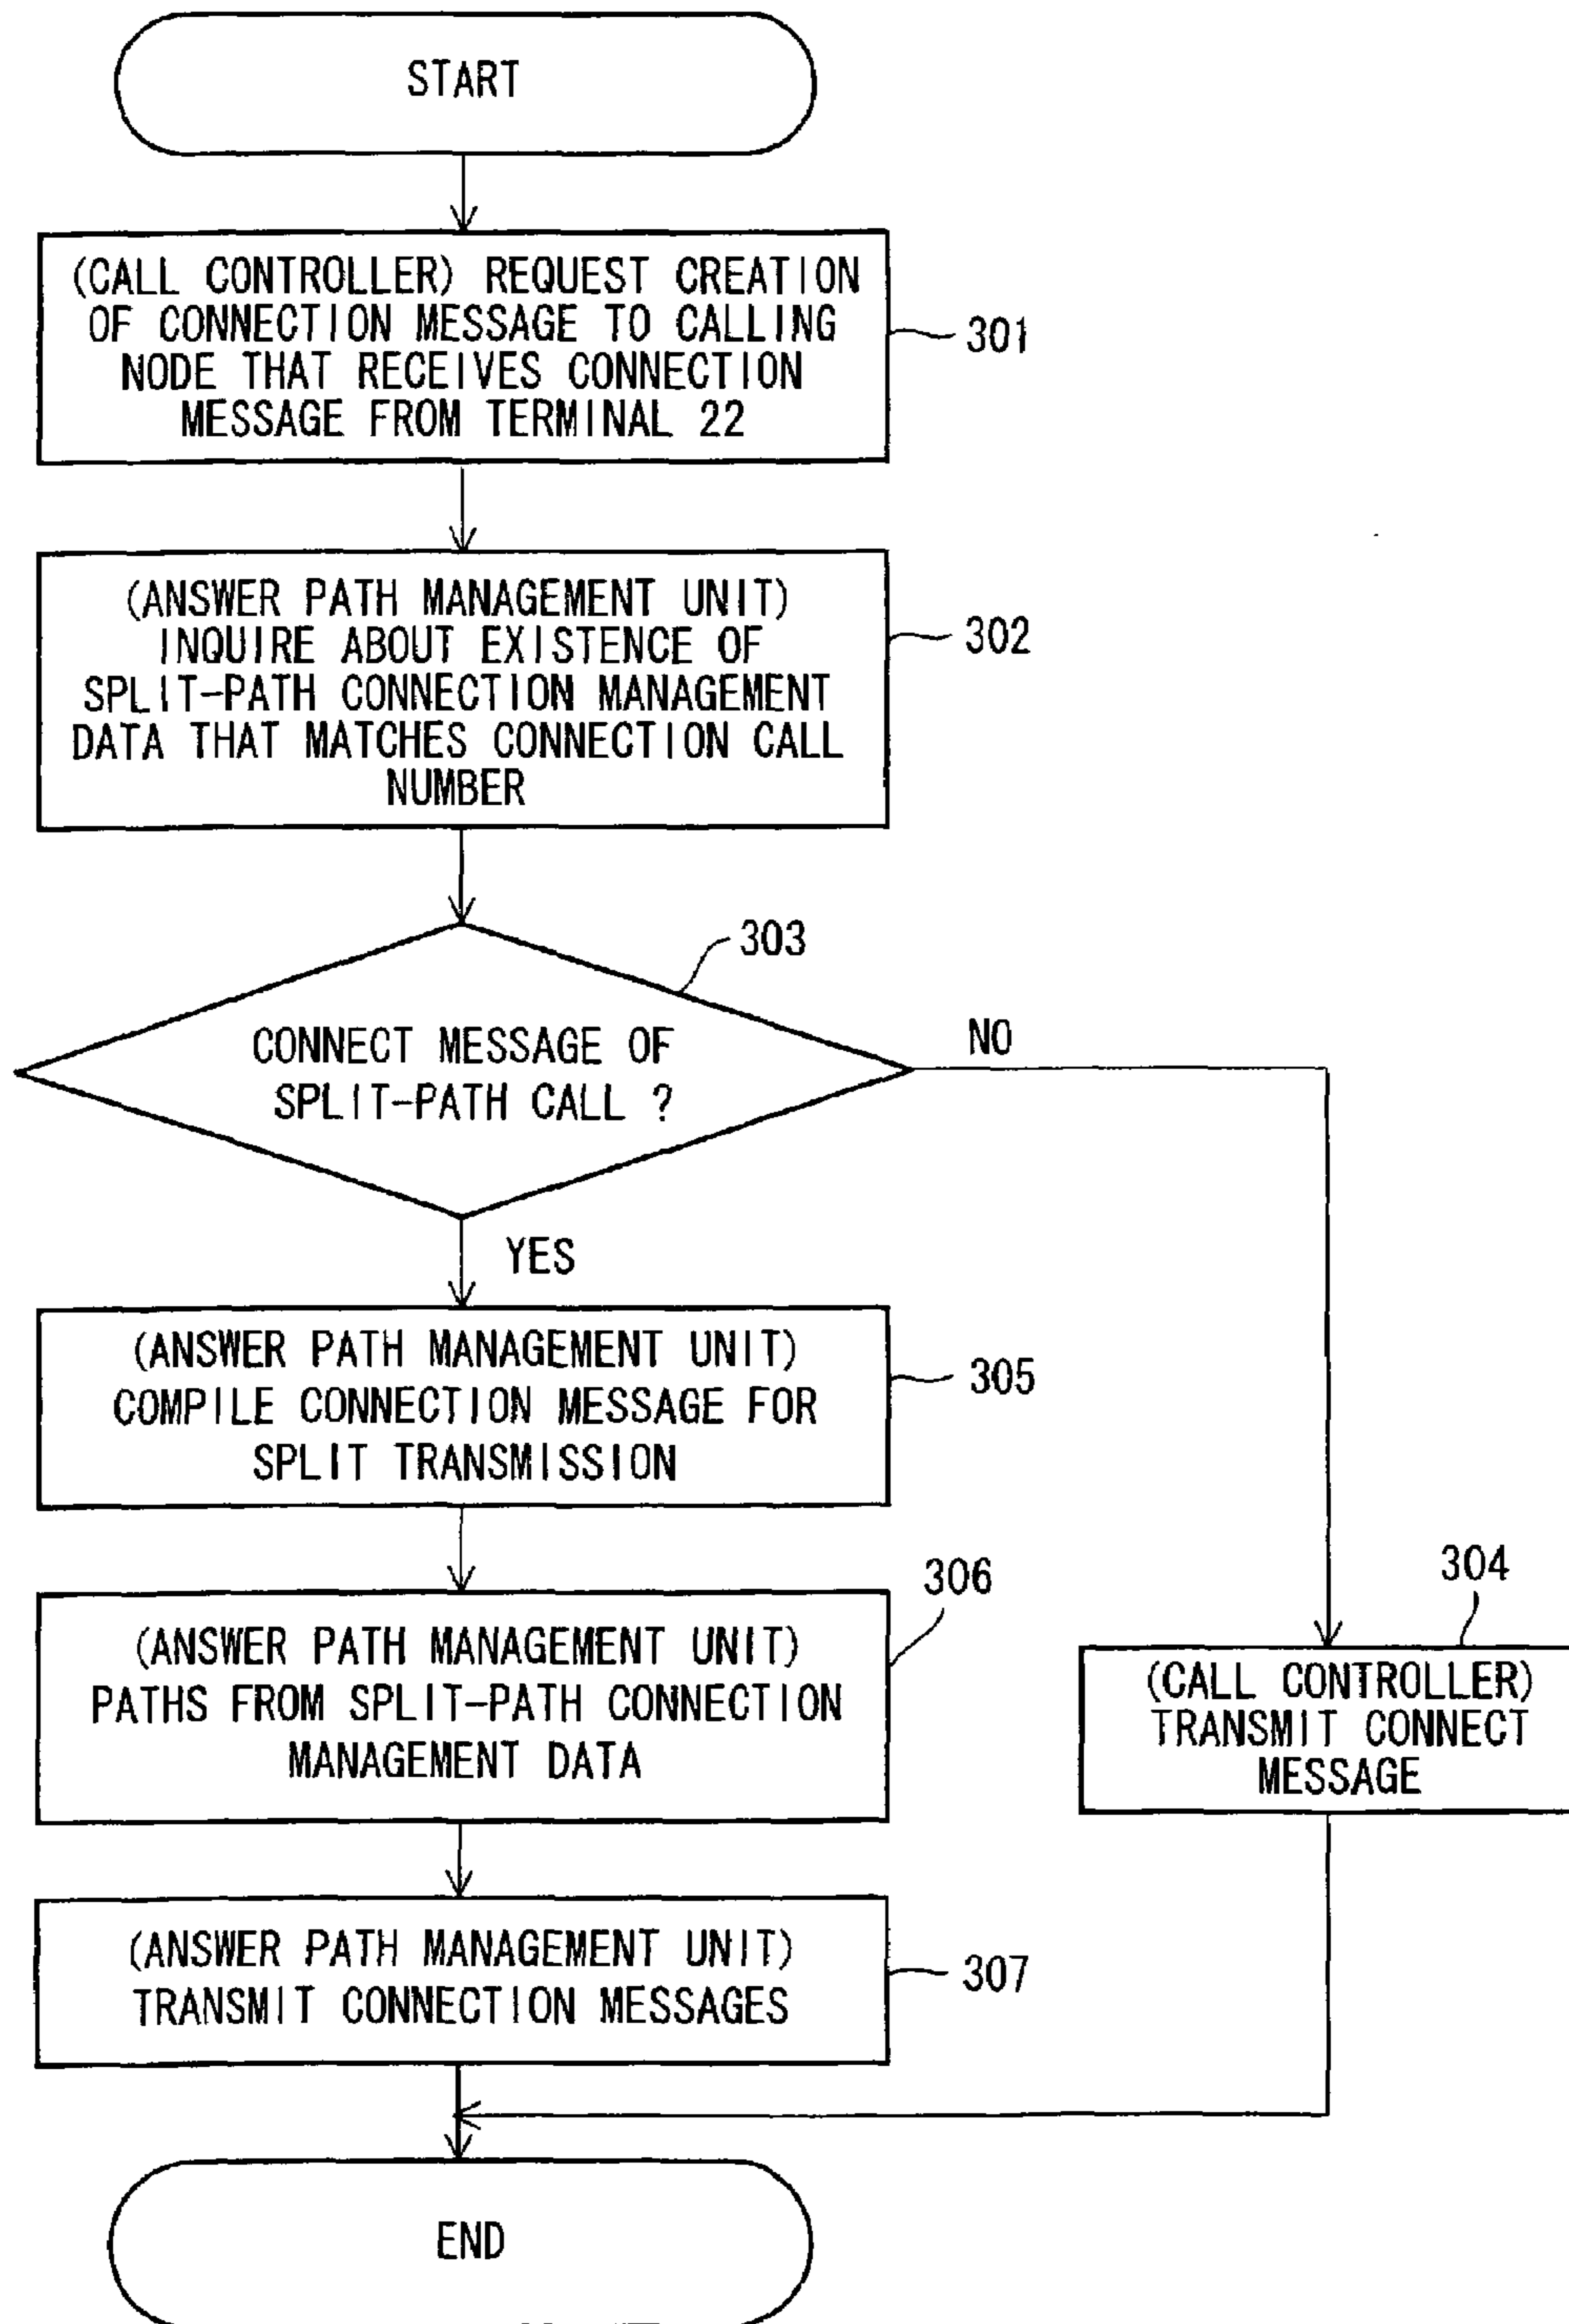 START
(CALL CONTROLLER) REQUEST CREATION
OF CONNECTION MESSAGE TO CALLING
NODE THAT RECEIVES CONNECTION
MESSAGE FROM TERMINAL 22
301
(ANSWER PATH MANAGEMENT UNIT)
INQUIRE ABOUT EXISTENCE OF
SPLIT-PATH CONNECTION MANAGEMENT
DATA THAT MATCHES CONNECTION CALL
NUMBER
302
303
CONNECT MESSAGE OF
SPLIT-PATH CALL ?
NO
YES
(ANSWER PATH MANAGEMENT UNIT)
COMPILE CONNECTION MESSAGE FOR
SPLIT TRANSMISSION
305
306
(ANSWER PATH MANAGEMENT UNIT)
PATHS FROM SPLIT-PATH CONNECTION
MANAGEMENT DATA
304
(CALL CONTROLLER)
TRANSMIT CONNECT
MESSAGE
(ANSWER PATH MANAGEMENT UNIT)
TRANSMIT CONNECTION MESSAGES
307
END